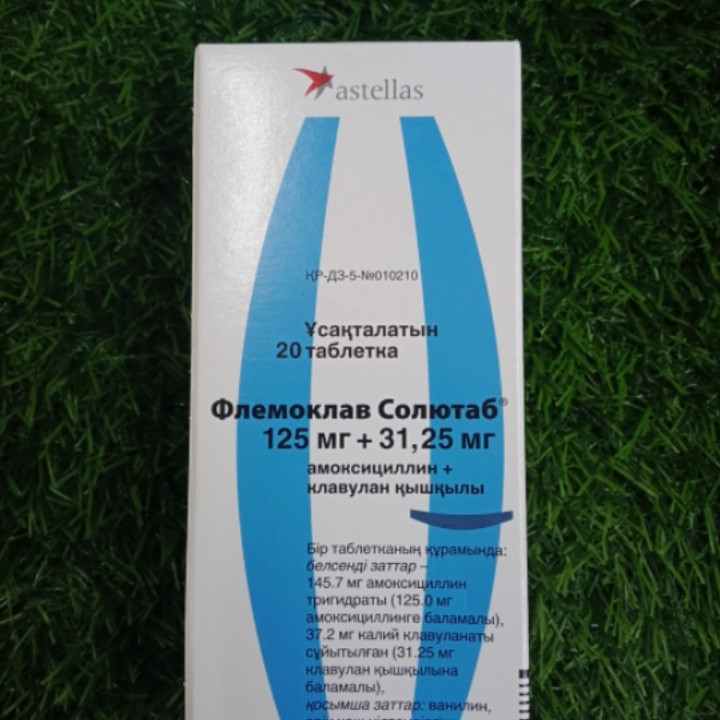 astellas
ҚР-ДЗ-5-№010210
Ұсақталатын
20 таблетка
Флемоклав Солютаб®
125 мг + 31,25 мг
амоксициллин +
клавулан қышқылы
Бір таблетканың құрамында:
белсенді заттар –
145.7 мг амоксициллин
тригидраты (125.0 мг
амоксициллинге баламалы),
37.2 мг калий клавуланаты
сұйытылған (31.25 мг
клавулан қышқылына
баламалы),
қосымша заттар: ванилин,